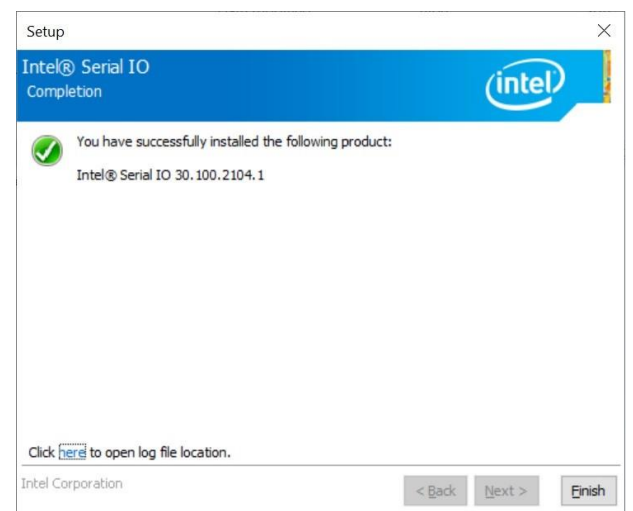 Setup
Intel® Serial IO
Completion
intel
You have successfully installed the following product:
Intel® Serial IO 30.100.2104.1
Click here to open log file location.
Intel Corporation
< Back Next > Finish